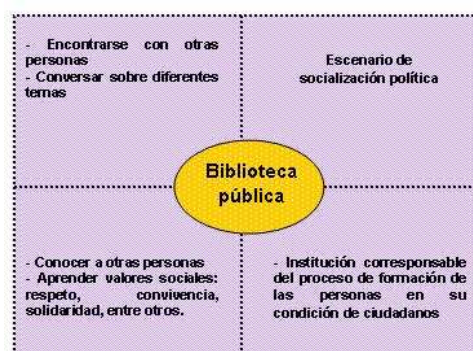 - Encontrarse con otras
personas
- Conversar sobre diferentes
temas
Escenario de
socialización política
Biblioteca
pública
- Conocer a otras personas
- Aprender valores sociales:
respeto, convivencia,
solidaridad, entre otros.
- Institución corresponsable
del proceso de formación de
las personas en su
condición de ciudadanos